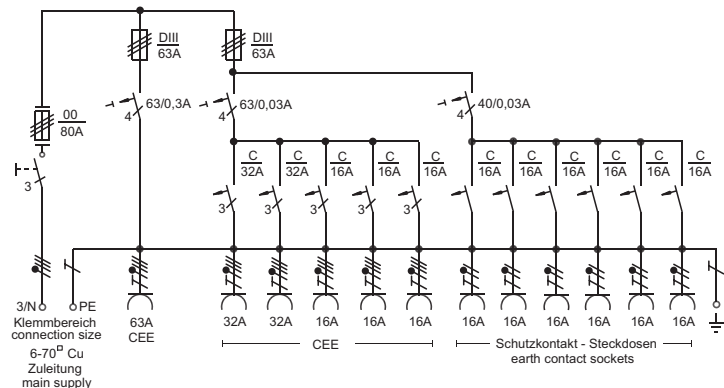 DIII
63A
DIII
63A
00
80A
63/0,3A
4
63/0,03A
4
40/0,03A
4
3
C
32A
C
32A
C
16A
C
16A
C
16A
C
16A
C
16A
C
16A
C
16A
C
16A
C
16A
3
3
3
3
3
3/N
PE
63A
CEE
32A
32A
16A
16A
16A
16A
16A
16A
16A
16A
16A
CEE
Schutzkontakt - Steckdosen
earth contact sockets
Klemmbereich
connection size
6-70□ Cu
Zuleitung
main supply